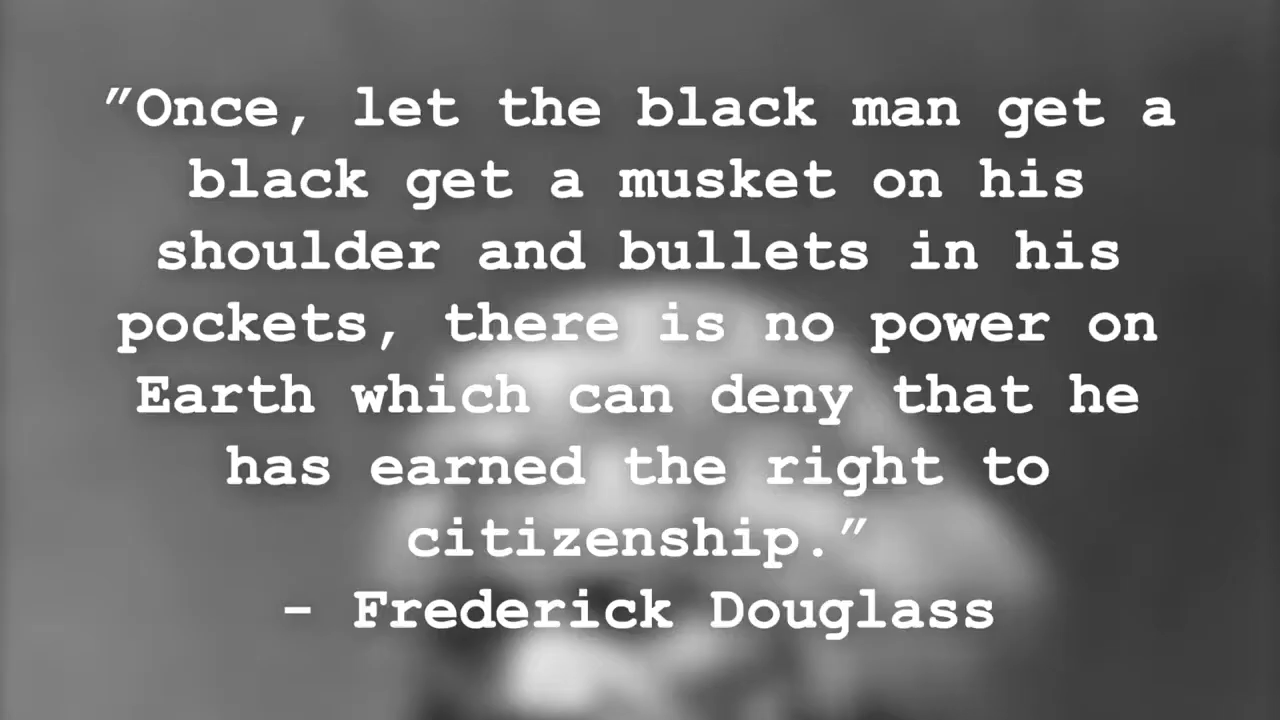 ”Once, let the black man get a
black get a musket on his
shoulder and bullets in his
pockets, there is no power on
Earth which can deny that he
has earned the right to
citizenship.”
- Frederick Douglass